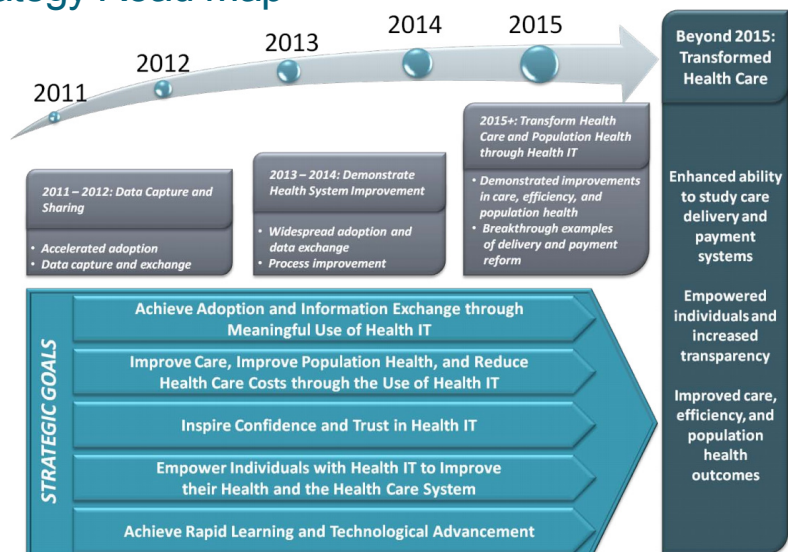 ategy Road map
2011
2012
2013
2014
2015
2011 – 2012: Data Capture and
Sharing
• Accelerated adoption
• Data capture and exchange
2013 – 2014: Demonstrate
Health System Improvement
• Widespread adoption and
data exchange
• Process improvement
2015+: Transform Health
Care and Population Health
through Health IT
• Demonstrated improvements
in care, efficiency, and
population health
• Breakthrough examples
of delivery and payment
reform
Beyond 2015:
Transformed
Health Care
Enhanced ability
to study care
delivery and
payment
systems
Empowered
individuals and
increased
transparency
Improved care,
efficiency, and
population
health
outcomes
STRATEGIC GOALS
Achieve Adoption and Information Exchange through
Meaningful Use of Health IT
Improve Care, Improve Population Health, and Reduce
Health Care Costs through the Use of Health IT
Inspire Confidence and Trust in Health IT
Empower Individuals with Health IT to Improve
their Health and the Health Care System
Achieve Rapid Learning and Technological Advancement